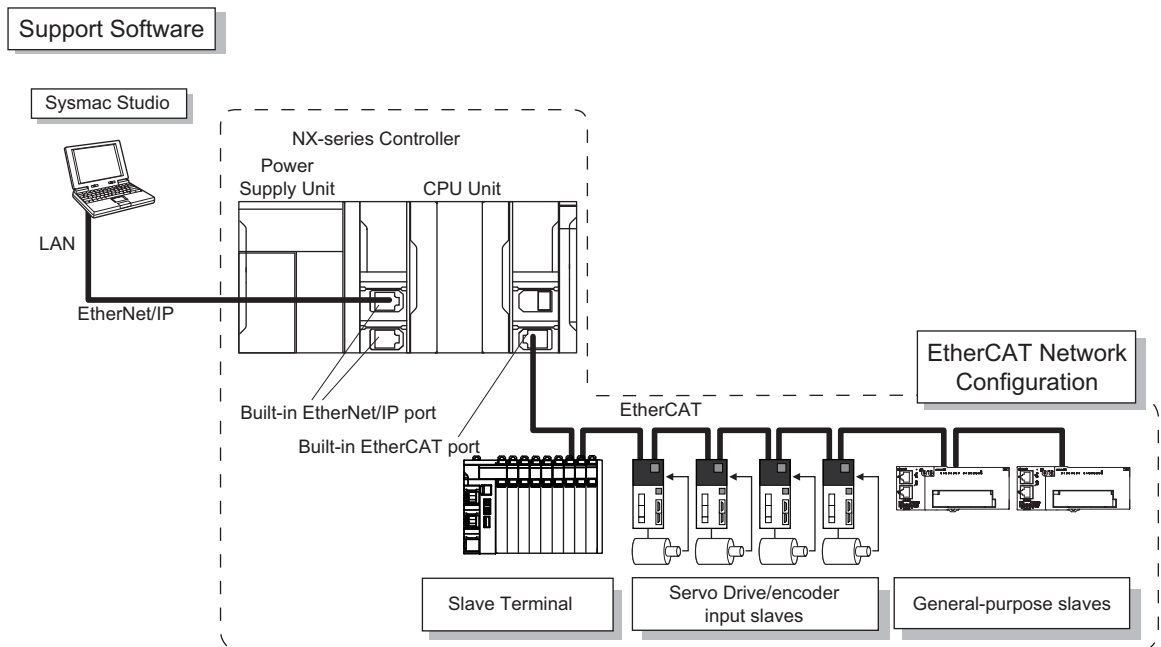 Support Software
Sysmac Studio
NX-series Controller
Power
Supply Unit
CPU Unit
LAN
EtherNet/IP
Built-in EtherNet/IP port
Built-in EtherCAT port
EtherCAT Network
Configuration
EtherCAT
Slave Terminal
Servo Drive/encoder
input slaves
General-purpose slaves